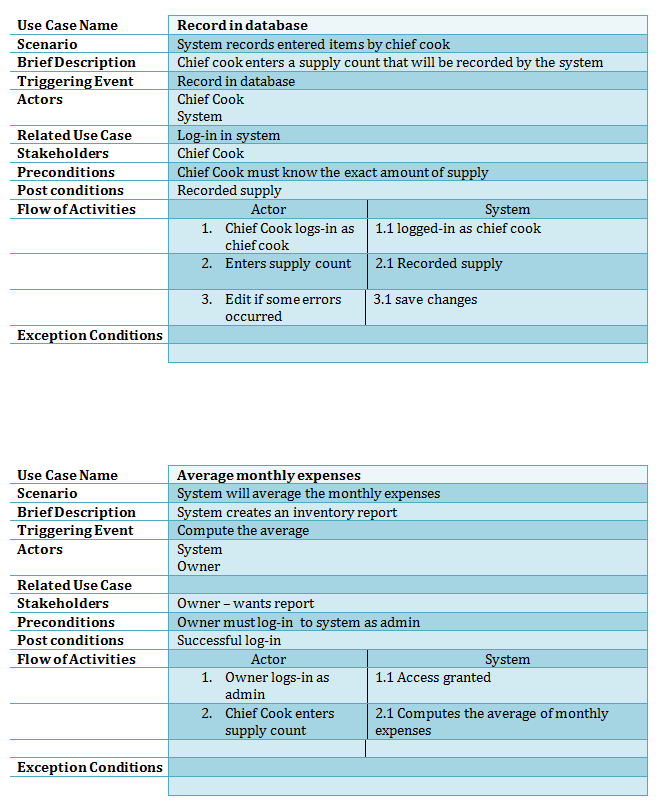 Use Case Name Record in database
Scenario System records entered items by chief cook
Brief Description Chief cook enters a supply count that will be recorded by the system
Triggering Event Record in database
Actors Chief Cook
System
Related Use Case Log-in in system
Stakeholders Chief Cook
Preconditions Chief Cook must know the exact amount of supply
Post conditions Recorded supply
Flow of Activities Actor System
1. Chief Cook logs-in as 1.1 logged-in as chief cook
chief cook
2. Enters supply count 2.1 Recorded supply
3. Edit if some errors 3.1 save changes
occurred
Exception Conditions
Use Case Name Average monthly expenses
Scenario System will average the monthly expenses
Brief Description System creates an inventory report
Triggering Event Compute the average
Actors System
Owner
Related Use Case
Stakeholders Owner – wants report
Preconditions Owner must log-in to system as admin
Post conditions Successful log-in
Flow of Activities Actor System
1. Owner logs-in as 1.1 Access granted
admin
2. Chief Cook enters 2.1 Computes the average of monthly
supply count expenses
Exception Conditions